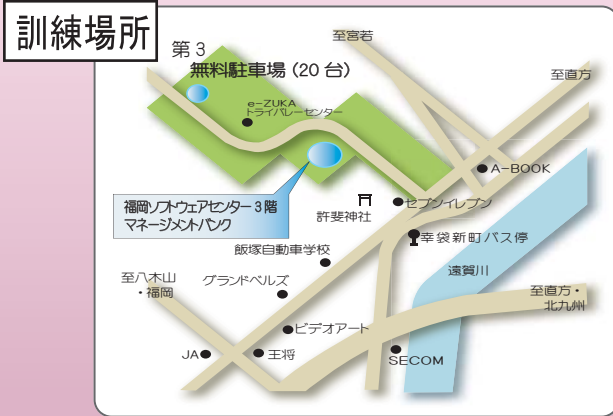 訓練場所
第3
無料駐車場(20台)
至宮若
至直方
e-ZUKA
トライバレーセンター
A-BOOK
福岡ソフトウェアセンター3階
マネージメントバンク
許斐神社
セブンイレブン
幸袋新町バス停
飯塚自動車学校
遠賀川
至八木山
・福岡
グランドベルズ
至直方・
北九州
ビデオアート
JA
王将
SECOM